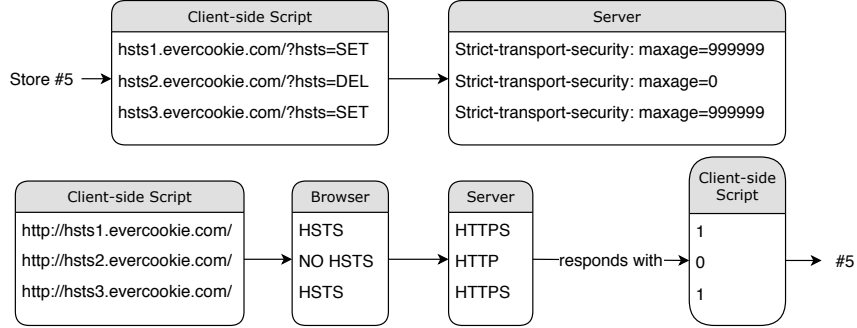 Client-side Script
Server
Store #5
hsts1.evercookie.com/?hsts=SET
hsts2.evercookie.com/?hsts=DEL
hsts3.evercookie.com/?hsts=SET
Strict-transport-security: maxage=999999
Strict-transport-security: maxage=0
Strict-transport-security: maxage=999999
Client-side Script
http://hsts1.evercookie.com/
http://hsts2.evercookie.com/
http://hsts3.evercookie.com/
Browser
HSTS
NO HSTS
HSTS
Server
HTTPS
HTTP
HTTPS
responds with
Client-side
Script
1
0
1
#5